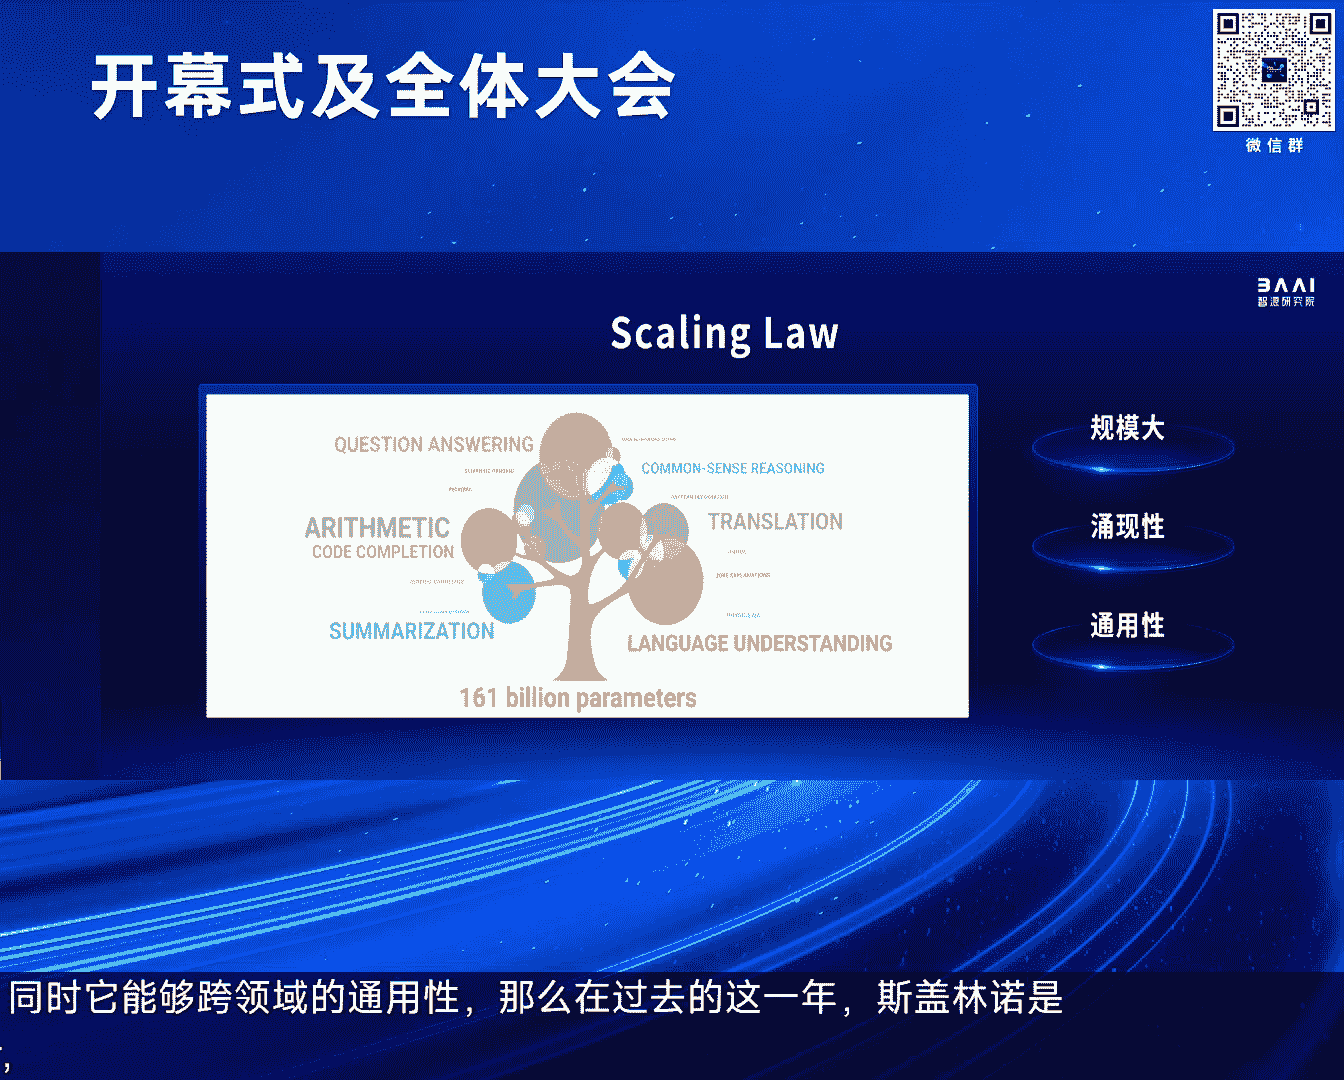 开幕式及全体大会
微信群
BAAI
智源研究院
Scaling Law
QUESTION ANSWERING
COMMON-SENSE REASONING
ARITHMETIC
TRANSLATION
CODE COMPLETION
SUMMARIZATION
LANGUAGE UNDERSTANDING
161 billion parameters
规模大
涌现性
通用性
同时它能够跨领域的通用性，那么在过去的这一年，斯盖林诺是
，